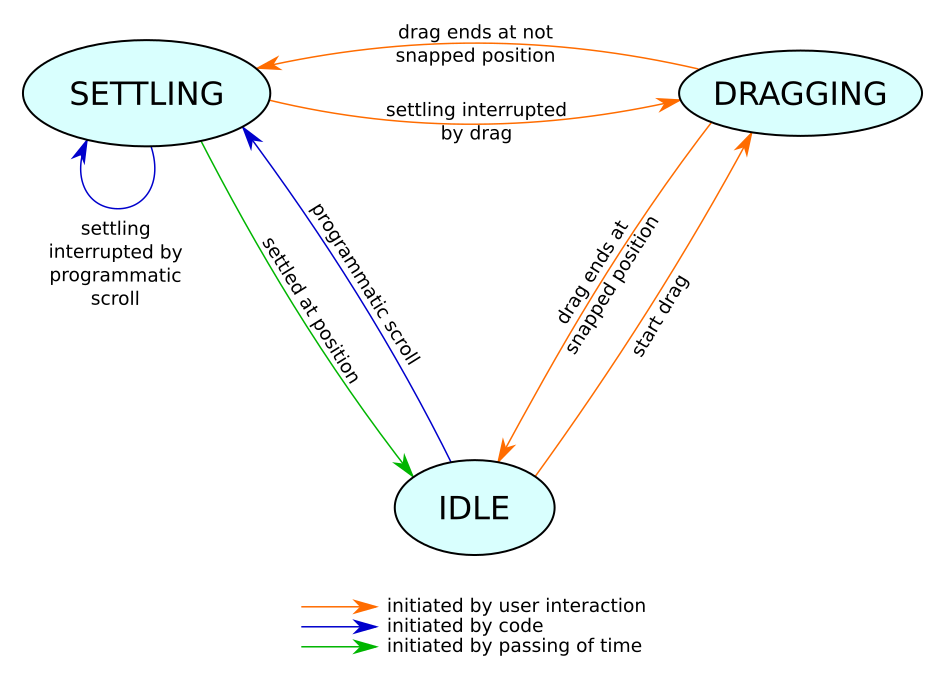 drag ends at not
snapped position
SETTLING
DRAGGING
settling interrupted
by drag
settling
interrupted by
programmatic
scroll
programmatic scroll
settled at position
drag ends at
snapped position
start drag
IDLE
initiated by user interaction
initiated by code
initiated by passing of time